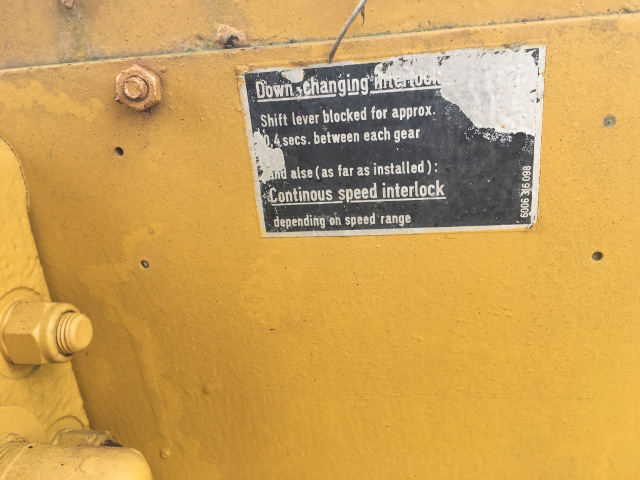 Down-changing interlock
Shift lever blocked for approx.
0,4 secs. between each gear
and alse (as far as installed):
Continous speed interlock
depending on speed range
6006 316 098